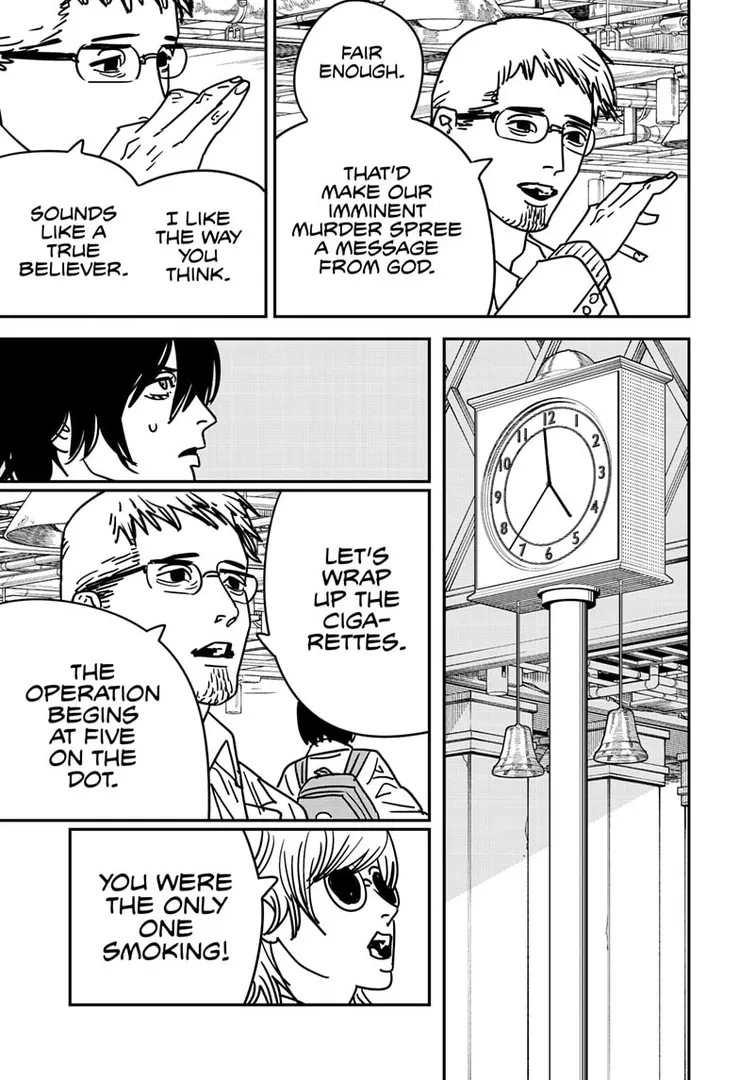 FAIR
ENOUGH.
THAT'D
MAKE OUR
IMMINENT
MURDER SPREE
A MESSAGE
FROM GOD.
I LIKE
THE WAY
YOU
THINK.
SOUNDS
LIKE A
TRUE
BELIEVER.
12
1
2
3
4
5
6
7
8
9
10
11
LET'S
WRAP
UP THE
CIGA-
RETTES.
THE
OPERATION
BEGINS
AT FIVE
ON THE
DOT.
YOU WERE
THE ONLY
ONE
SMOKING!